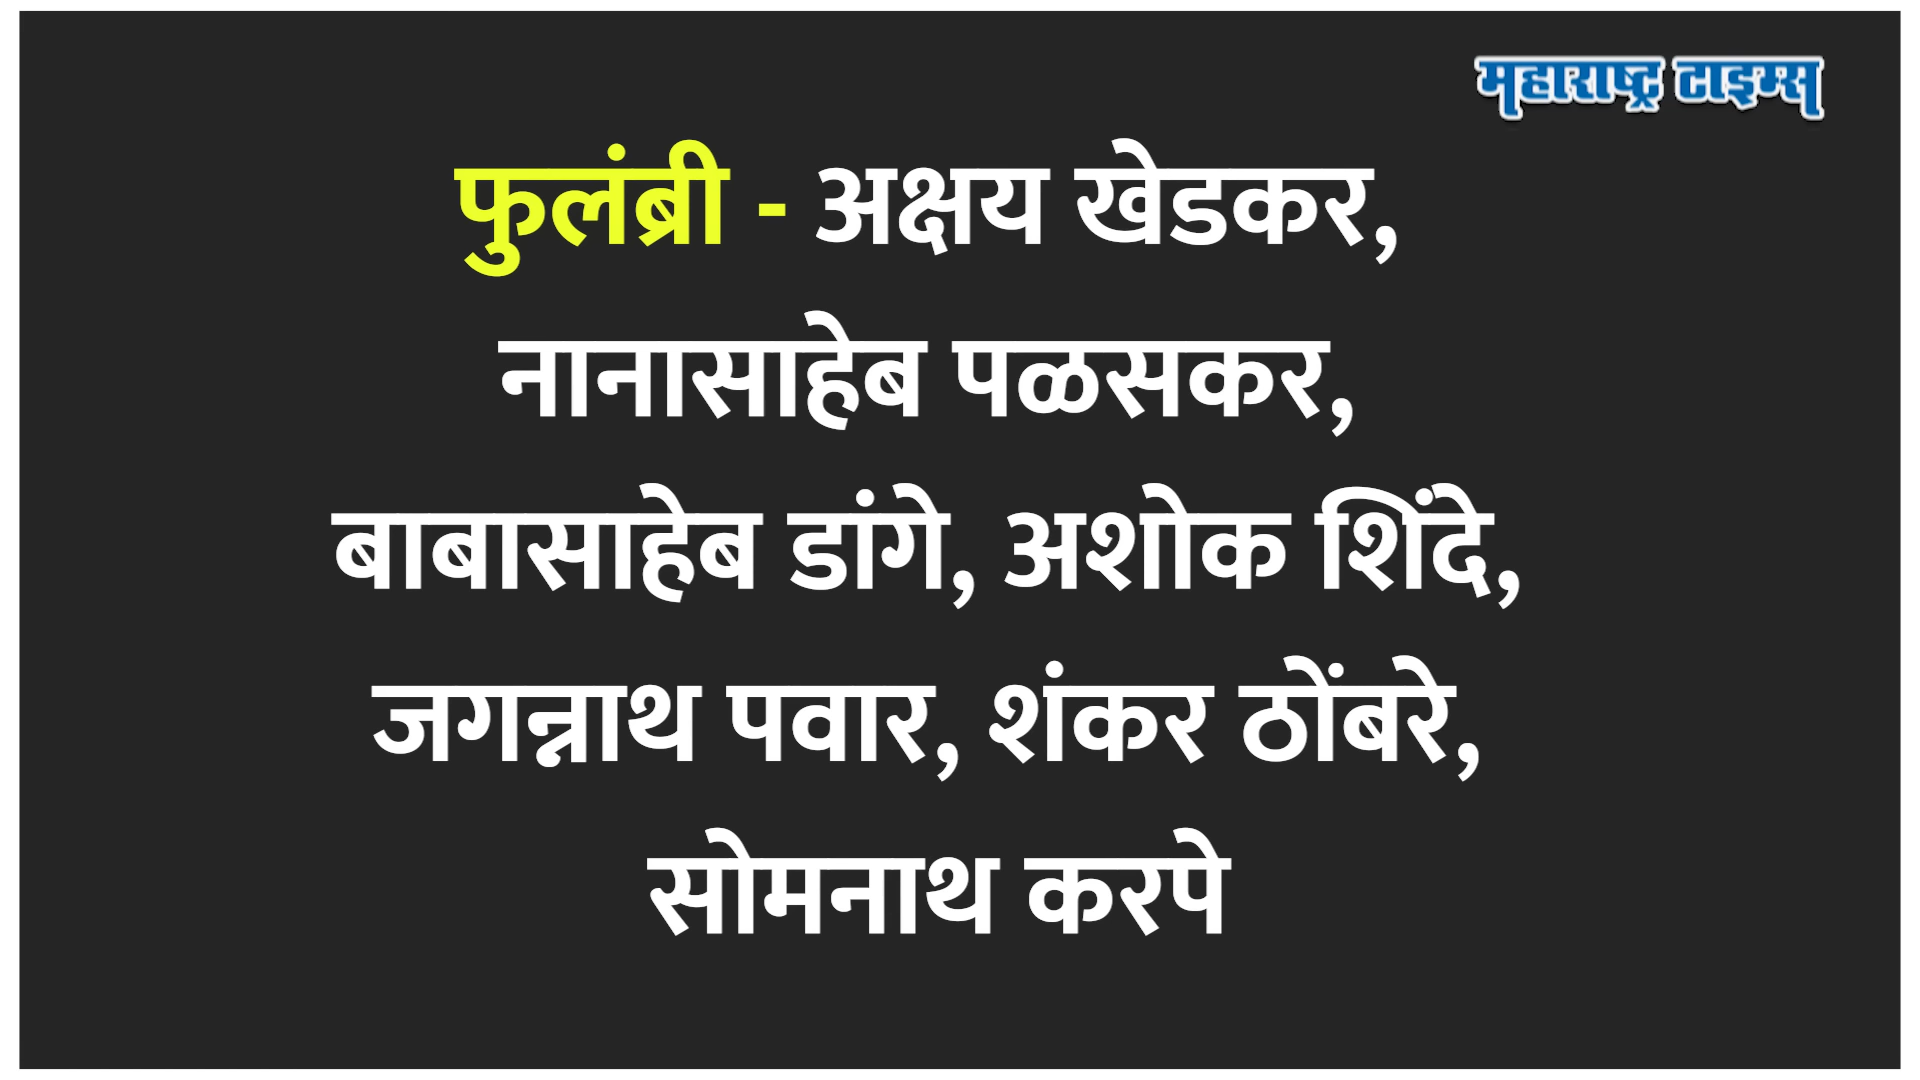 महाराष्ट्र टाइम्स
फुलंब्री - अक्षय खेडकर,
नानासाहेब पळसकर,
बाबासाहेब डांगे, अशोक शिंदे,
जगन्नाथ पवार, शंकर ठोंबरे,
सोमनाथ करपे